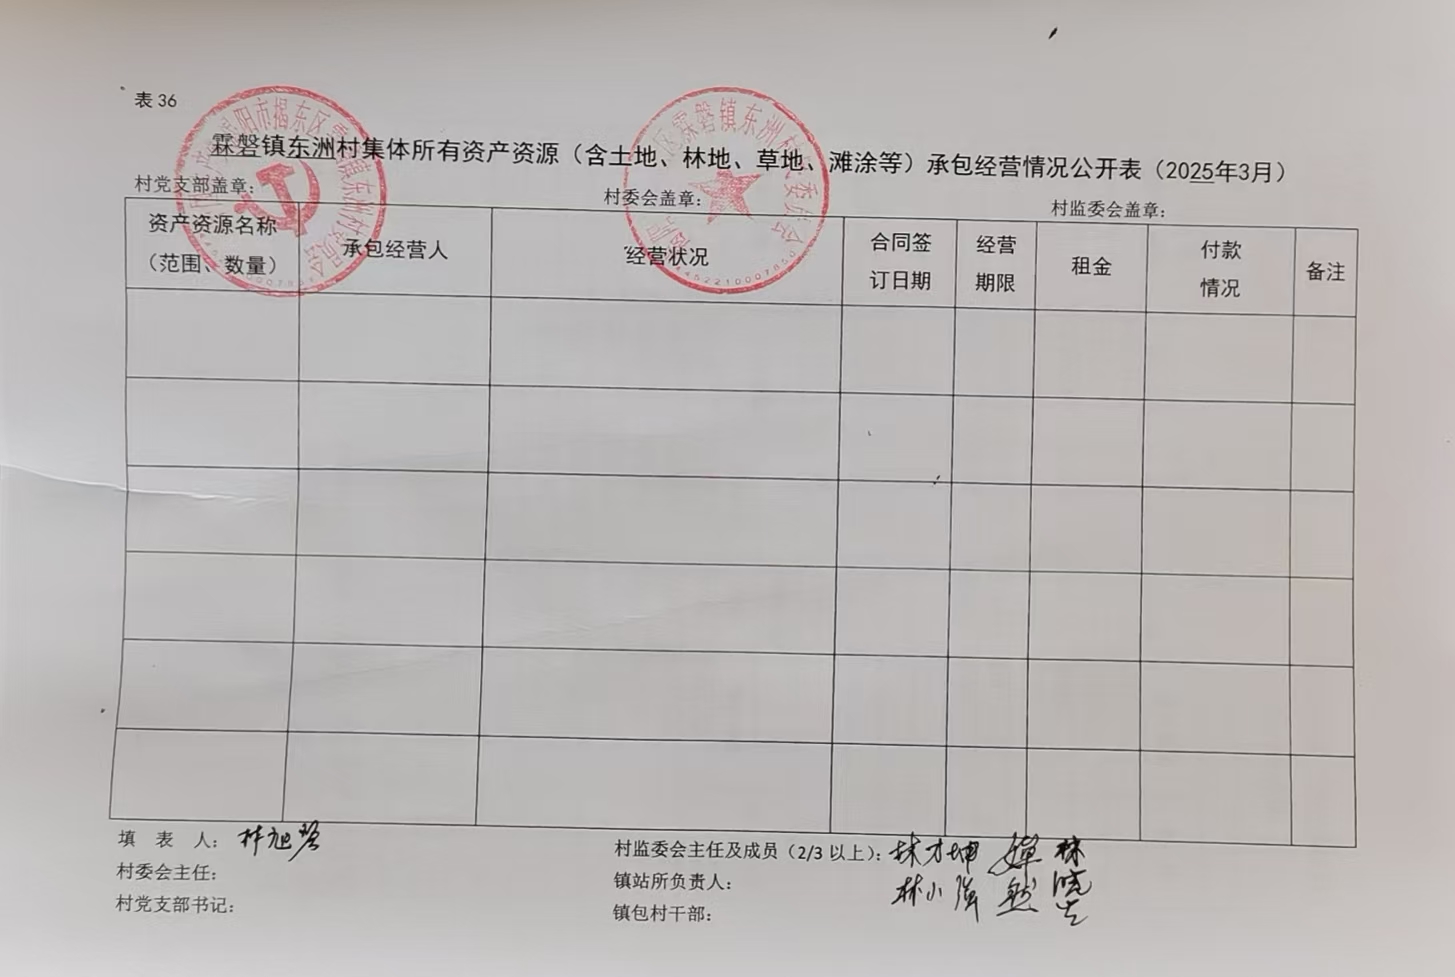 表 36
霖磐镇东洲村集体所有资产资源（含土地、林地、草地、滩涂等）承包经营情况公开表（2025年3月）
村党支部盖章： 村委会盖章： 村监委会盖章：
资产资源名称（范围、数量） 承包经营人 经营状况 合同签订日期 经营期限 租金 付款情况 备注
填 表 人： 林旭
村监委会主任及成员（2/3 以上）：林才坤
林小
村委会主任：
镇站所负责人：
村党支部书记：
镇包村干部：